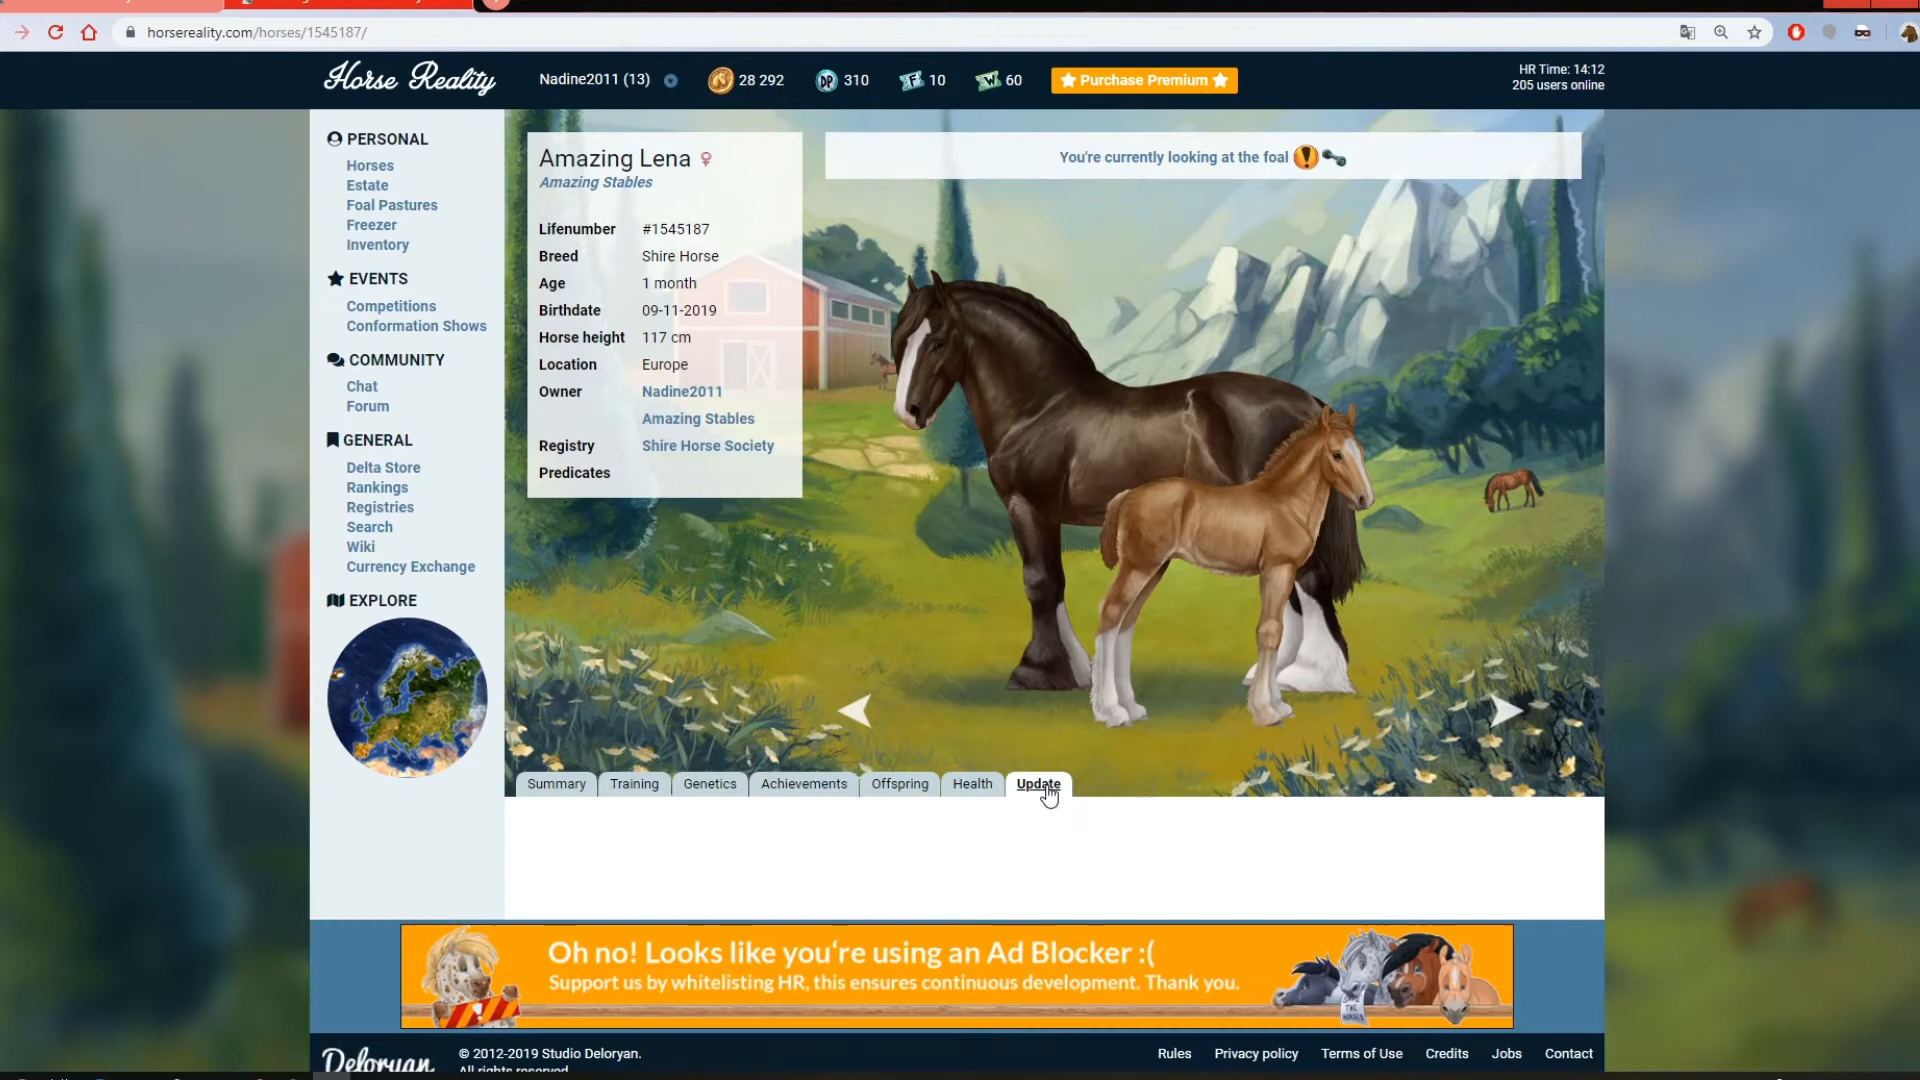 horsereality.com/horses/1545187/
Horse Reality
Nadine2011 (13)
28 292
DP
310
F
10
W
60
Purchase Premium
HR Time: 14:12
205 users online
PERSONAL
Horses
Estate
Foal Pastures
Freezer
Inventory
EVENTS
Competitions
Conformation Shows
COMMUNITY
Chat
Forum
GENERAL
Delta Store
Rankings
Registries
Search
Wiki
Currency Exchange
EXPLORE
Amazing Lena
Amazing Stables
Lifenumber #1545187
Breed Shire Horse
Age 1 month
Birthdate 09-11-2019
Horse height 117 cm
Location Europe
Owner Nadine2011
Amazing Stables
Registry Shire Horse Society
Predicates
You're currently looking at the foal
Summary
Training
Genetics
Achievements
Offspring
Health
Update
Oh no! Looks like you're using an Ad Blocker :(
Support us by whitelisting HR, this ensures continuous development. Thank you.
Deloryan
© 2012-2019 Studio Deloryan.
All rights reserved
Rules
Privacy policy
Terms of Use
Credits
Jobs
Contact